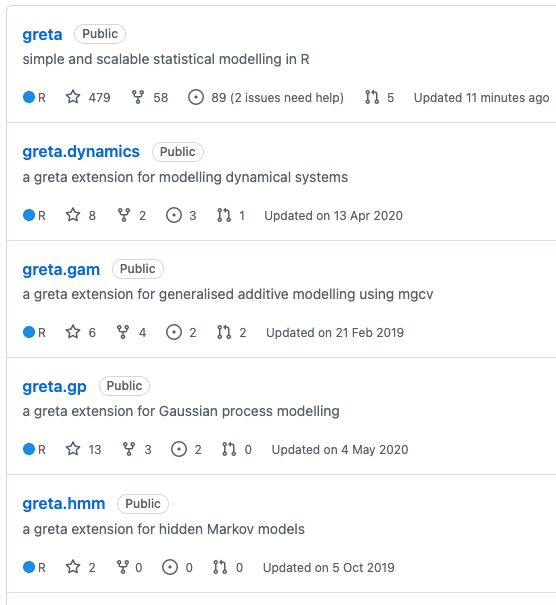 greta Public
simple and scalable statistical modelling in R
R 479 58 89 (2 issues need help) 5 Updated 11 minutes ago
greta.dynamics Public
a greta extension for modelling dynamical systems
R 8 2 3 1 Updated on 13 Apr 2020
greta.gam Public
a greta extension for generalised additive modelling using mgcv
R 6 4 2 2 Updated on 21 Feb 2019
greta.gp Public
a greta extension for Gaussian process modelling
R 13 3 2 0 Updated on 4 May 2020
greta.hmm Public
a greta extension for hidden Markov models
R 2 0 0 0 Updated on 5 Oct 2019